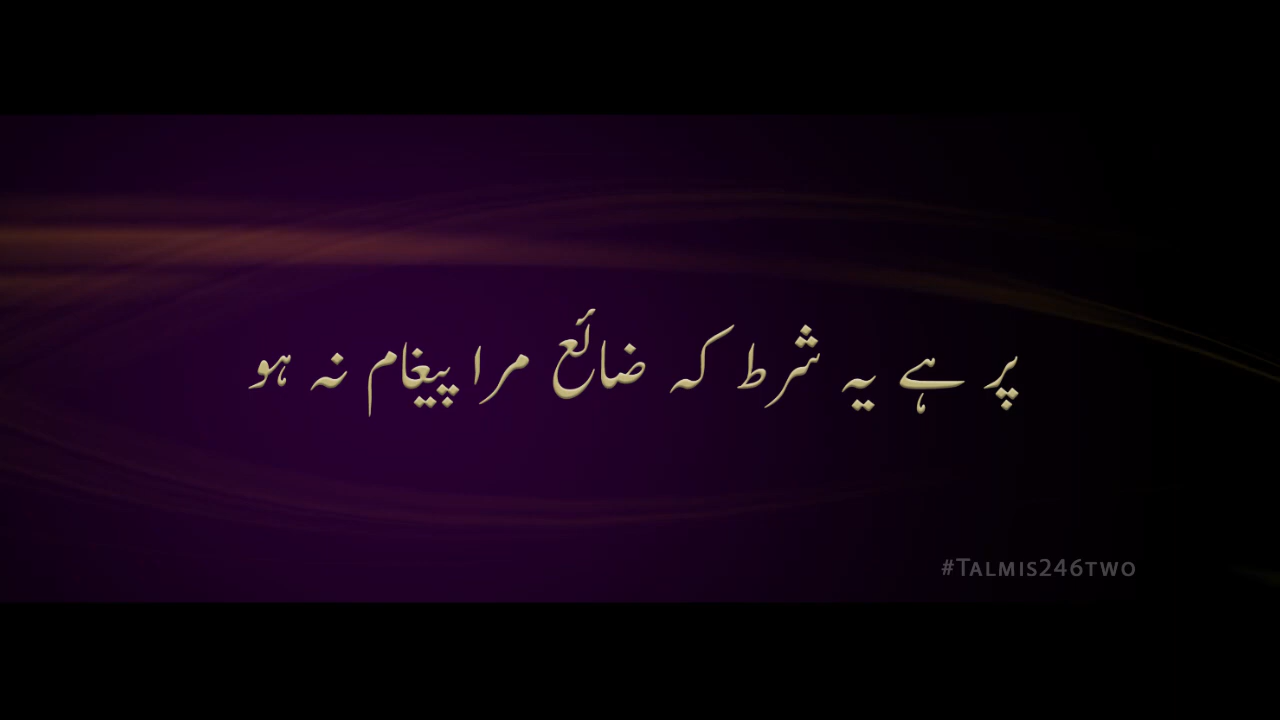 پر ہے یہ شرط کہ ضائع مرا پیغام نہ ہو
#Talmis246two